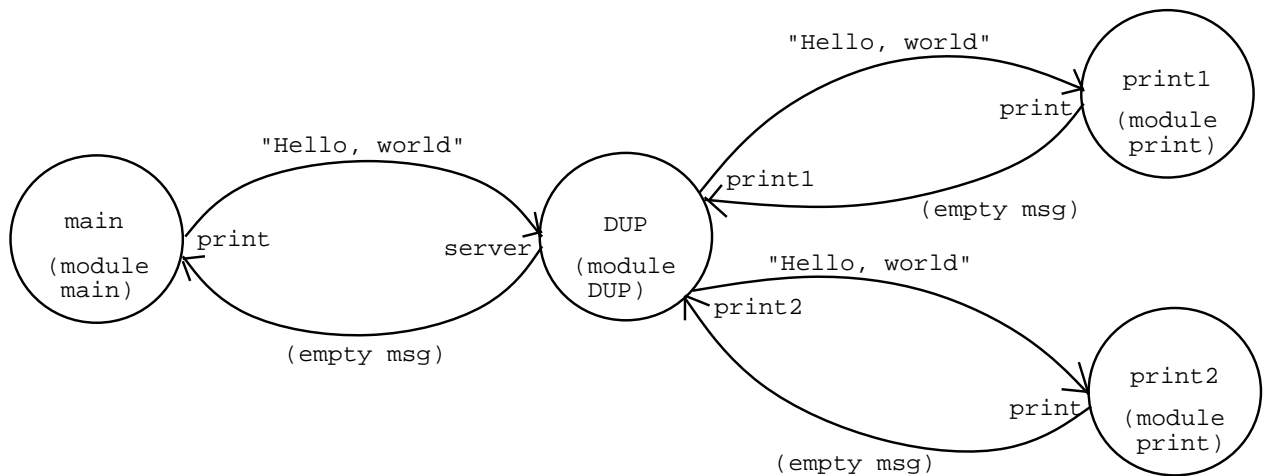 "Hello, world"
print1
(module
print)
print
print1
(empty msg)
"Hello, world"
main
(module
main)
print
server
(empty msg)
DUP
(module
DUP)
"Hello, world"
print2
print2
(module
print)
print
(empty msg)